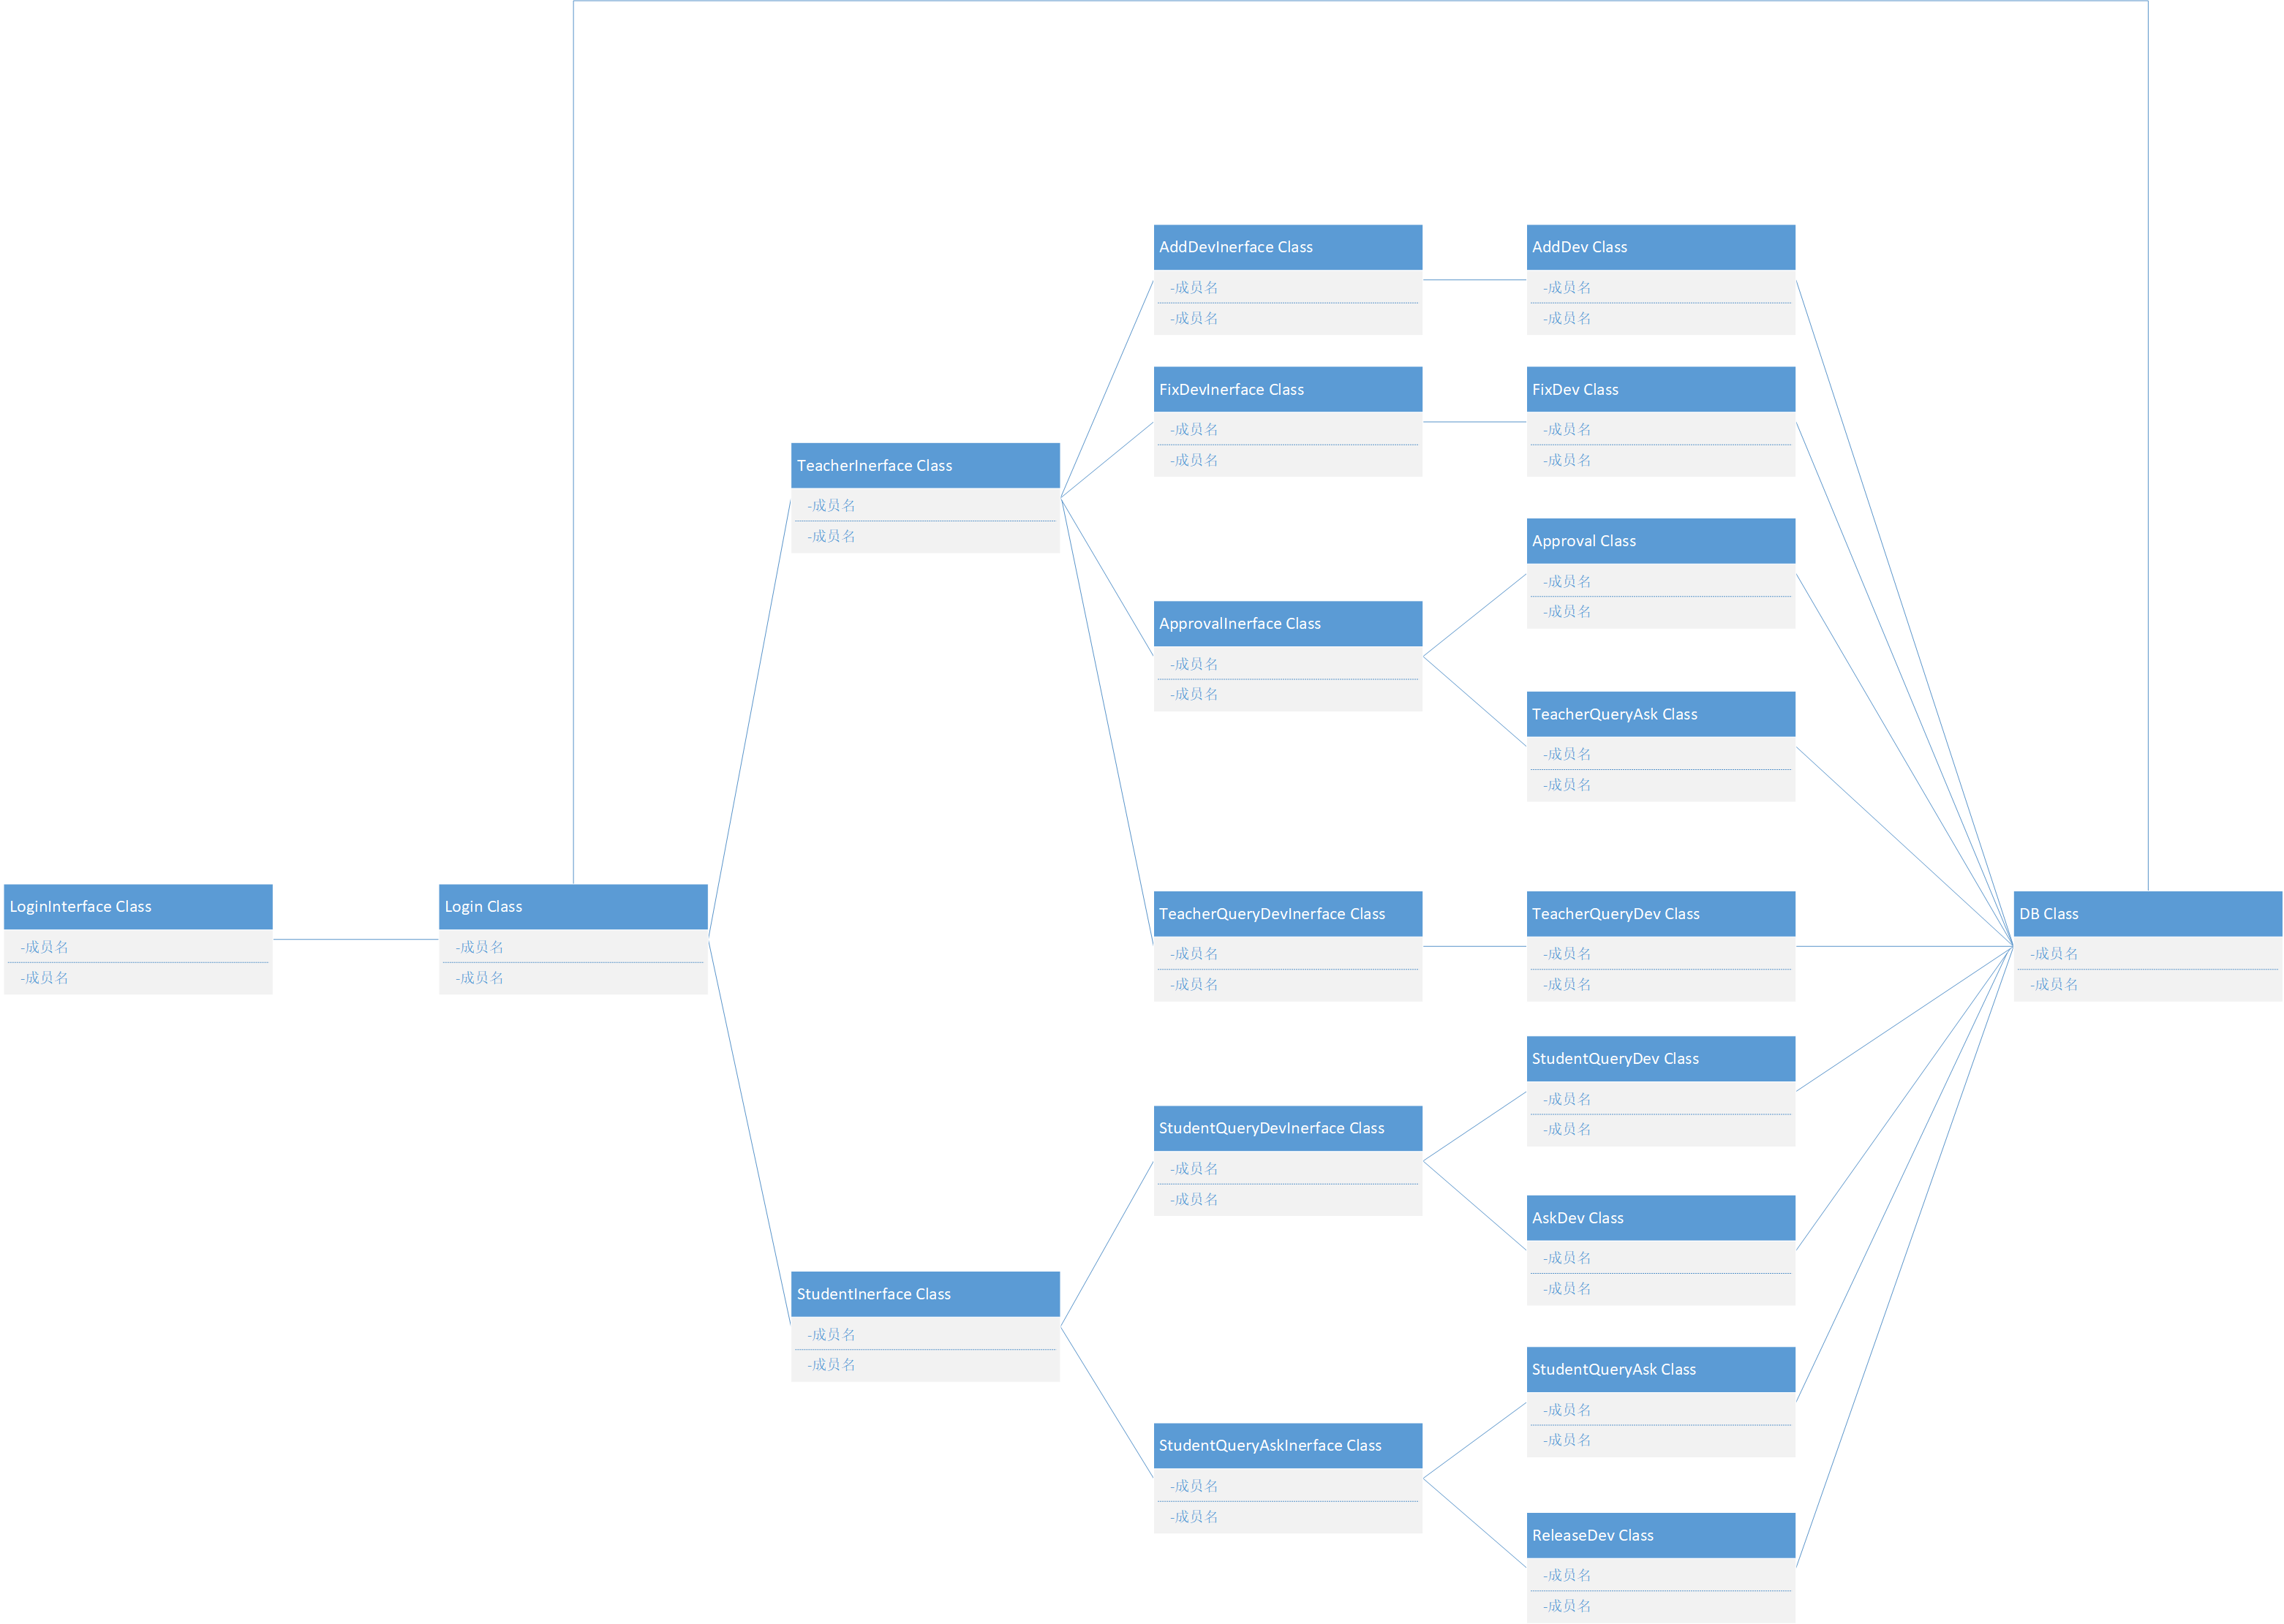 AddDevInerface Class
-成员名
-成员名
AddDev Class
-成员名
-成员名
FixDevInerface Class
-成员名
-成员名
FixDev Class
-成员名
-成员名
TeacherInerface Class
-成员名
-成员名
Approval Class
-成员名
-成员名
ApprovalInerface Class
-成员名
-成员名
TeacherQueryAsk Class
-成员名
-成员名
LoginInterface Class
-成员名
-成员名
Login Class
-成员名
-成员名
TeacherQueryDevInerface Class
-成员名
-成员名
TeacherQueryDev Class
-成员名
-成员名
DB Class
-成员名
-成员名
StudentQueryDev Class
-成员名
-成员名
StudentQueryDevInerface Class
-成员名
-成员名
AskDev Class
-成员名
-成员名
StudentInerface Class
-成员名
-成员名
StudentQueryAsk Class
-成员名
-成员名
StudentQueryAskInerface Class
-成员名
-成员名
ReleaseDev Class
-成员名
-成员名